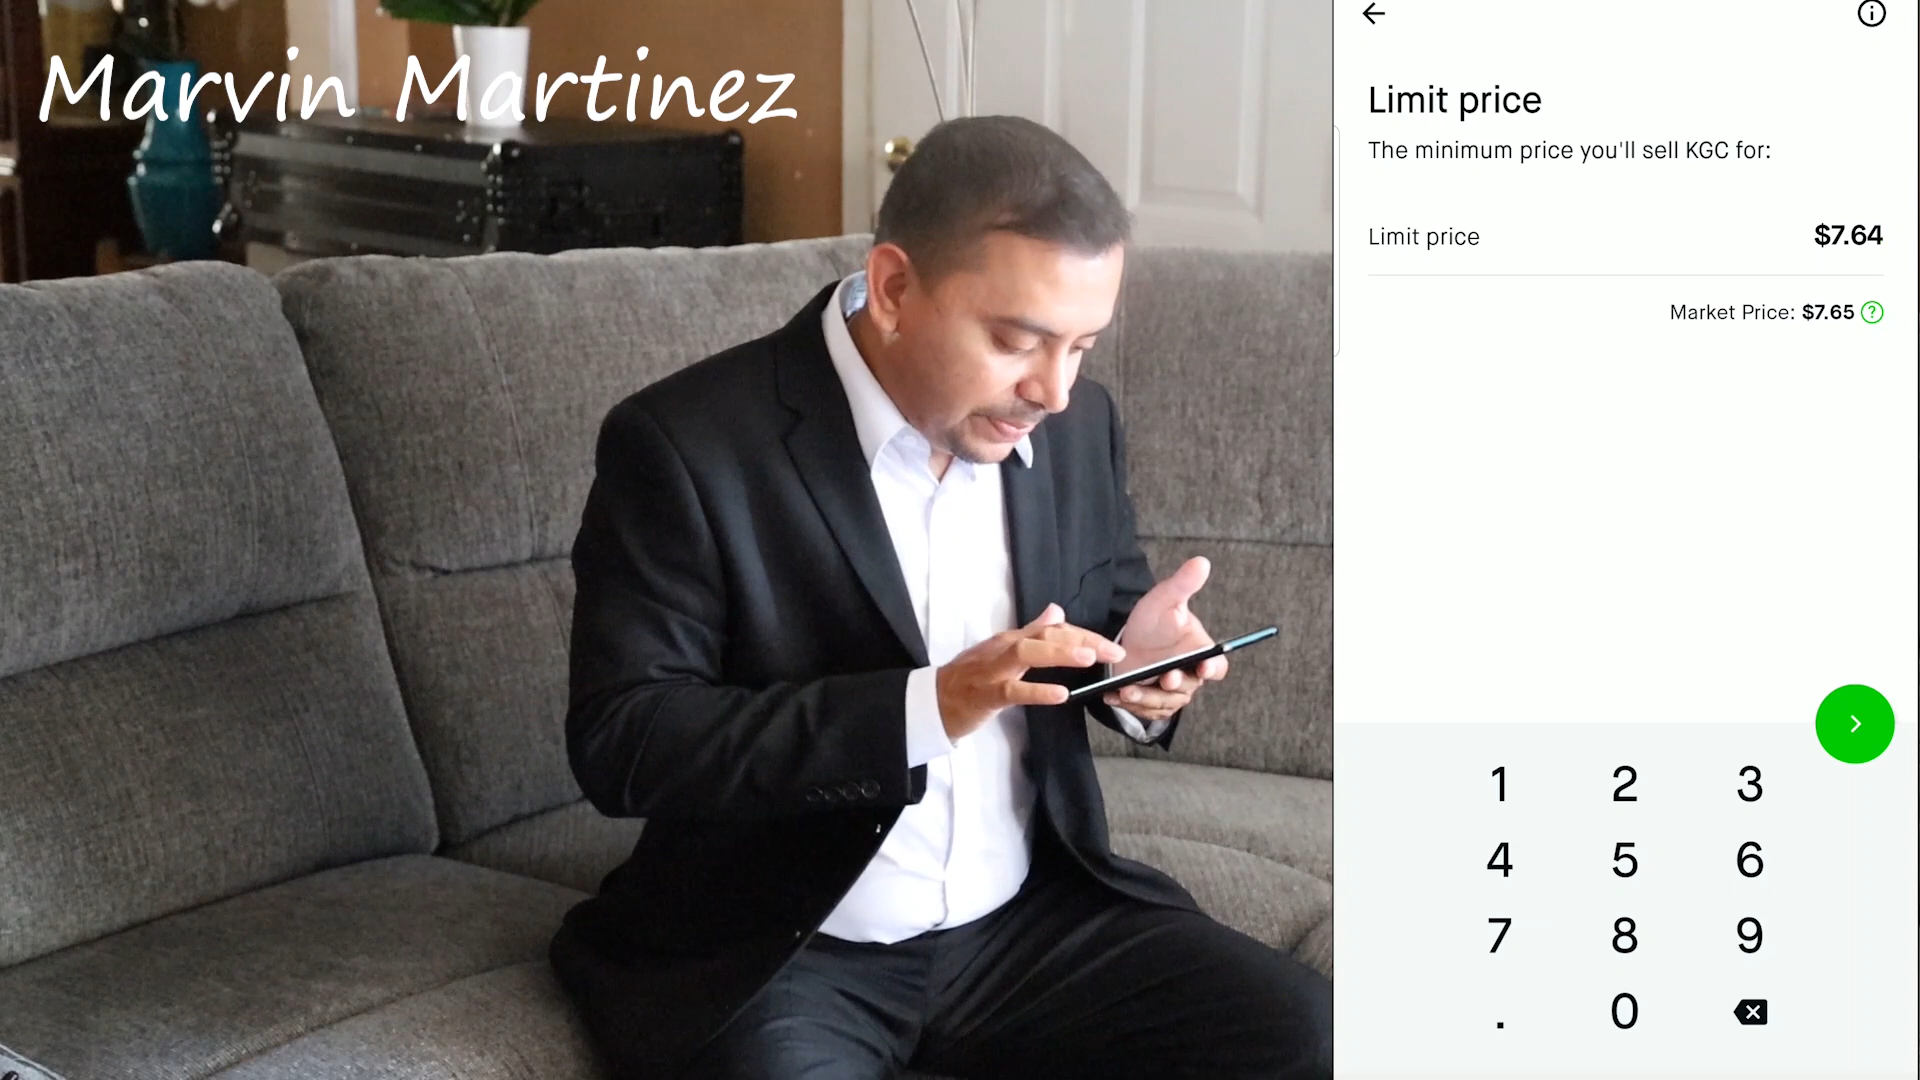 Marvin Martinez
Limit price
The minimum price you'll sell KGC for:
Limit price $7.64
Market Price: $7.65 ?
1 2 3
4 5 6
7 8 9
. 0